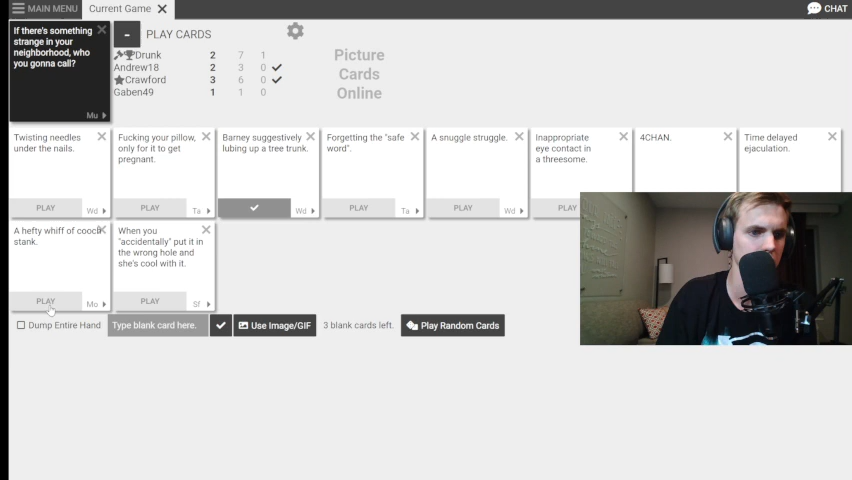 MAIN MENU
Current Game
CHAT
If there's something
strange in your
neighborhood, who
you gonna call?
Mu
-
PLAY CARDS
Drunk 2 7 1
Andrew18 2 3 0
Crawford 3 6 0
Gaben49 1 1 0
Picture
Cards
Online
Twisting needles
under the nails.
PLAY
Wd
Fucking your pillow,
only for it to get
pregnant.
PLAY
Ta
Barney suggestively
lubing up a tree trunk.
Wd
Forgetting the "safe
word".
PLAY
Ta
A snuggle struggle.
PLAY
Wd
Inappropriate
eye contact in
a threesome.
PLAY
4CHAN.
Time delayed
ejaculation.
A hefty whiff of cooch
stank.
PLAY
Mo
When you
"accidentally" put it in
the wrong hole and
she's cool with it.
PLAY
Sf
Dump Entire Hand
Type blank card here.
Use Image/GIF
3 blank cards left.
Play Random Cards